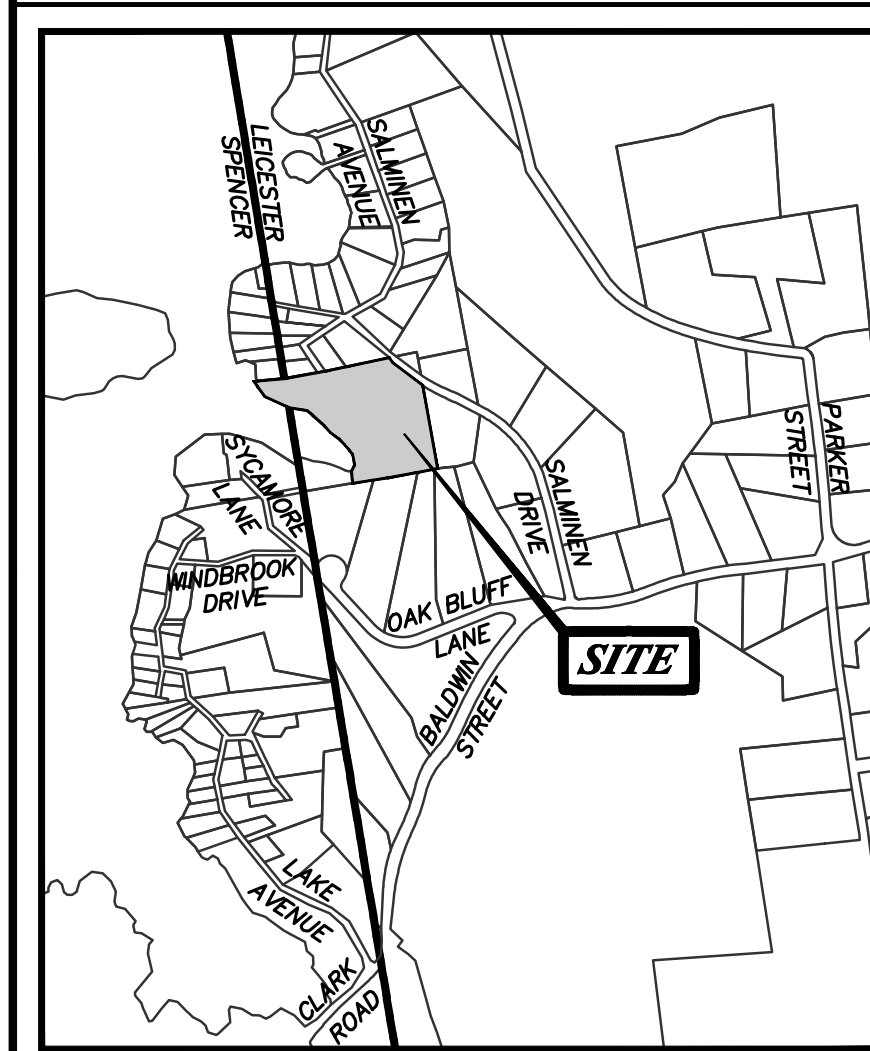 LEICESTER
SPENCER
SALMINEN
AVENUE
PARKER
STREET
SYCAMORE
LANE
SALMINEN
DRIVE
WINDBROOK
DRIVE
OAK BLUFF
LANE
SITE
BALDWIN
STREET
LAKE
AVENUE
CLARK
ROAD